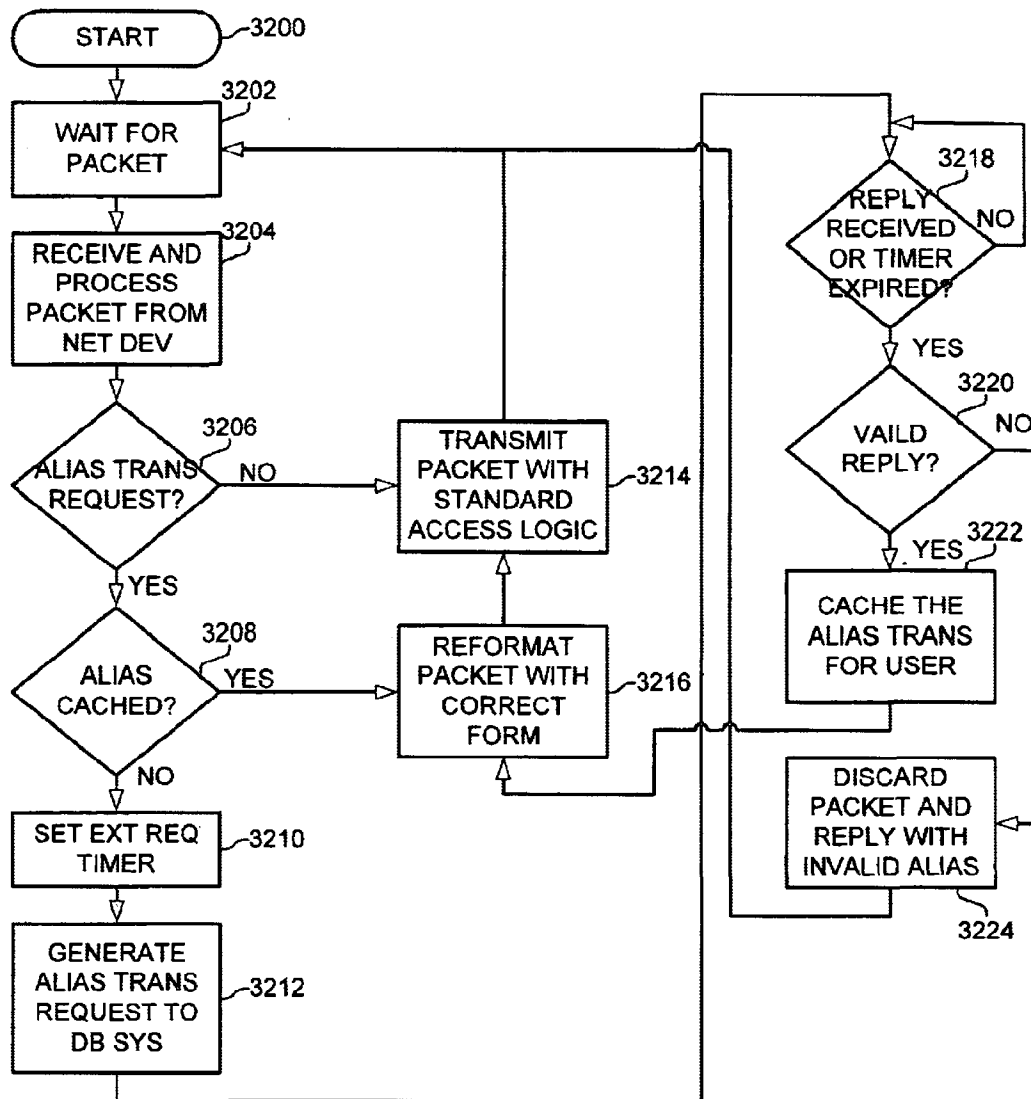 START
3200
3202
WAIT FOR
PACKET
3204
RECEIVE AND
PROCESS
PACKET FROM
NET DEV
3206
ALIAS TRANS
REQUEST?
NO
YES
3208
ALIAS
CACHED?
YES
NO
SET EXT REQ
TIMER
3210
GENERATE
ALIAS TRANS
REQUEST TO
DB SYS
3212
TRANSMIT
PACKET WITH
STANDARD
ACCESS LOGIC
3214
REFORMAT
PACKET WITH
CORRECT
FORM
3216
3218
REPLY
RECEIVED
OR TIMER
EXPIRED?
NO
YES
3220
VAILD
REPLY?
NO
YES
3222
CACHE THE
ALIAS TRANS
FOR USER
DISCARD
PACKET AND
REPLY WITH
INVALID ALIAS
3224